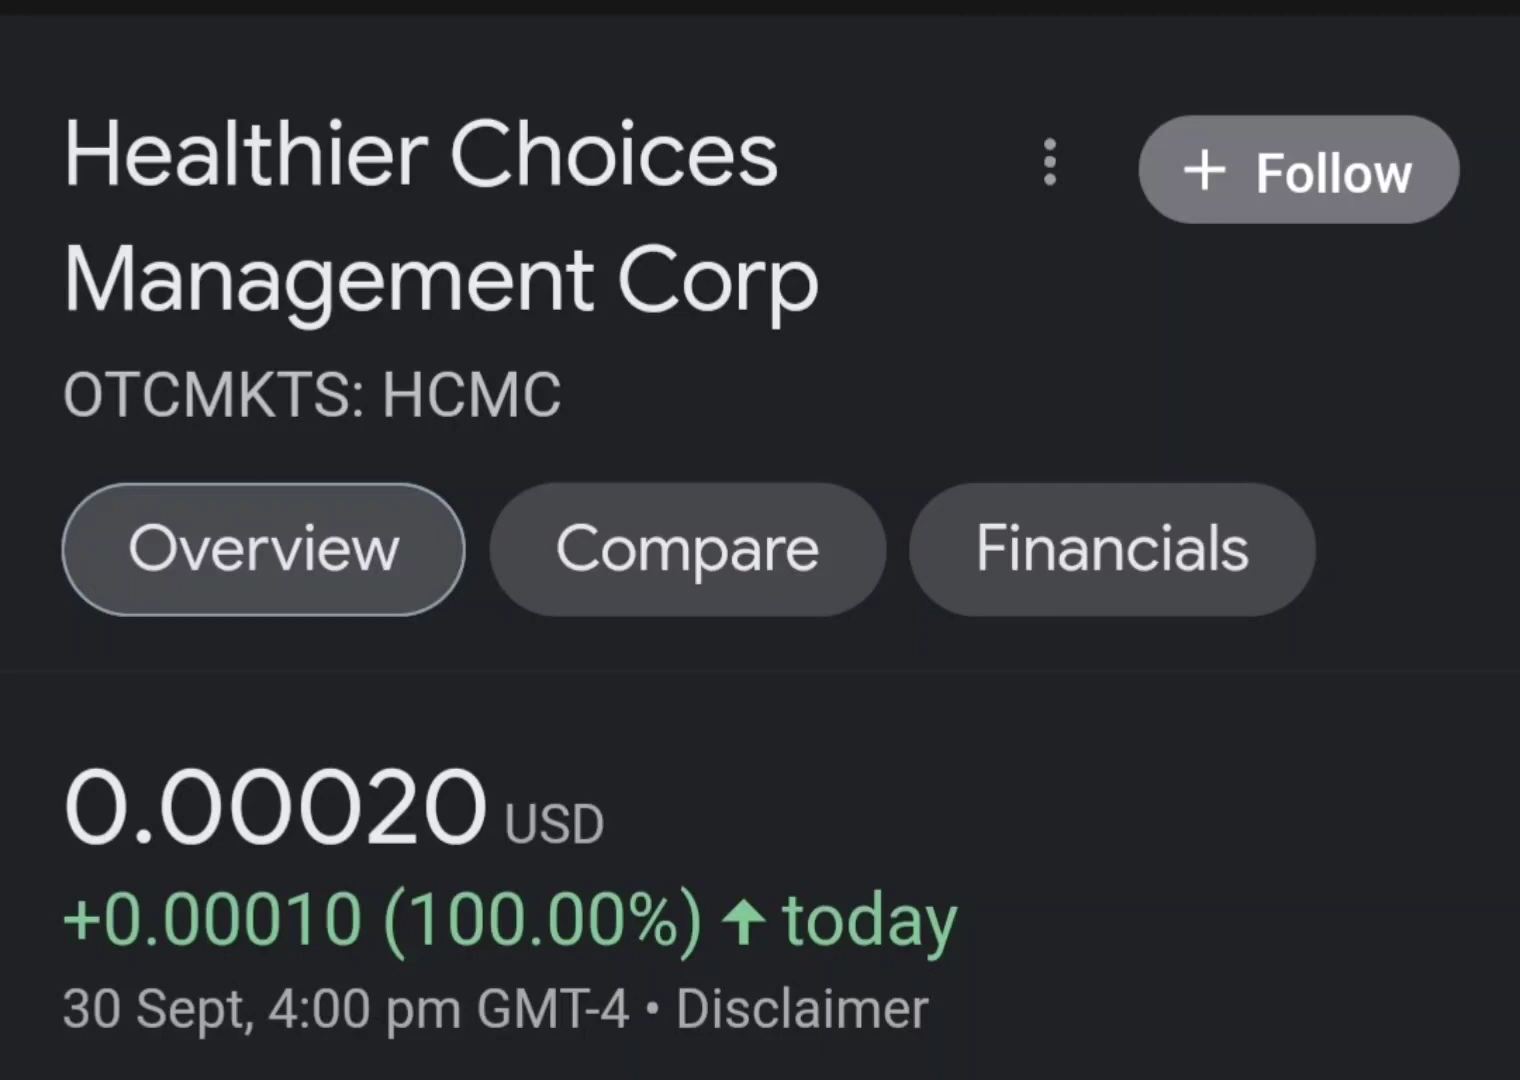 Healthier Choices
Management Corp
+ Follow
OTCMKTS: HCMC
Overview Compare Financials
0.00020 USD
+0.00010 (100.00%) ↑ today
30 Sept, 4:00 pm GMT-4 • Disclaimer